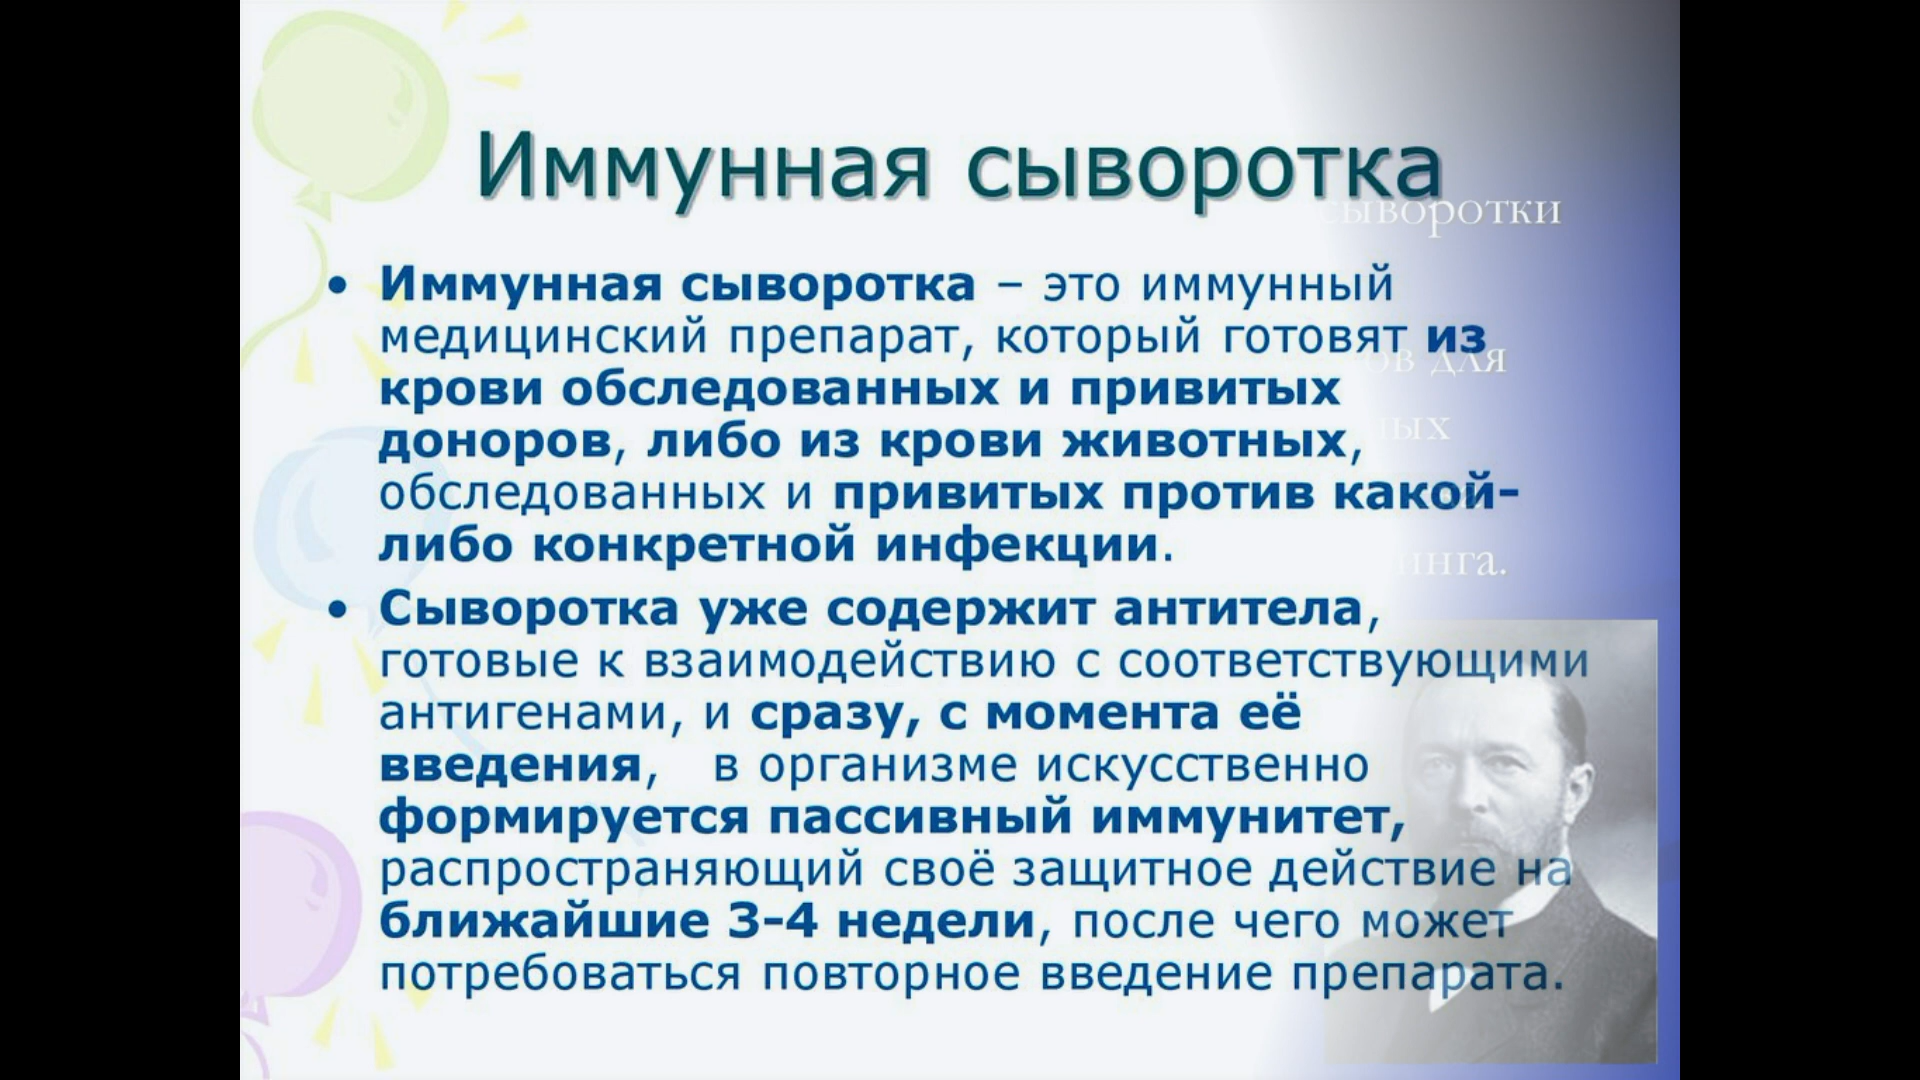 Иммунная сыворотка
сыворотки
• Иммунная сыворотка – это иммунный
медицинский препарат, который готовят из
крови обследованных и привитых
доноров, либо из крови животных,
обследованных и привитых против какой-
либо конкретной инфекции.
• Сыворотка уже содержит антитела,
готовые к взаимодействию с соответствующими
антигенами, и сразу, с момента её
введения, в организме искусственно
формируется пассивный иммунитет,
распространяющий своё защитное действие на
ближайшие 3-4 недели, после чего может
потребоваться повторное введение препарата.
для